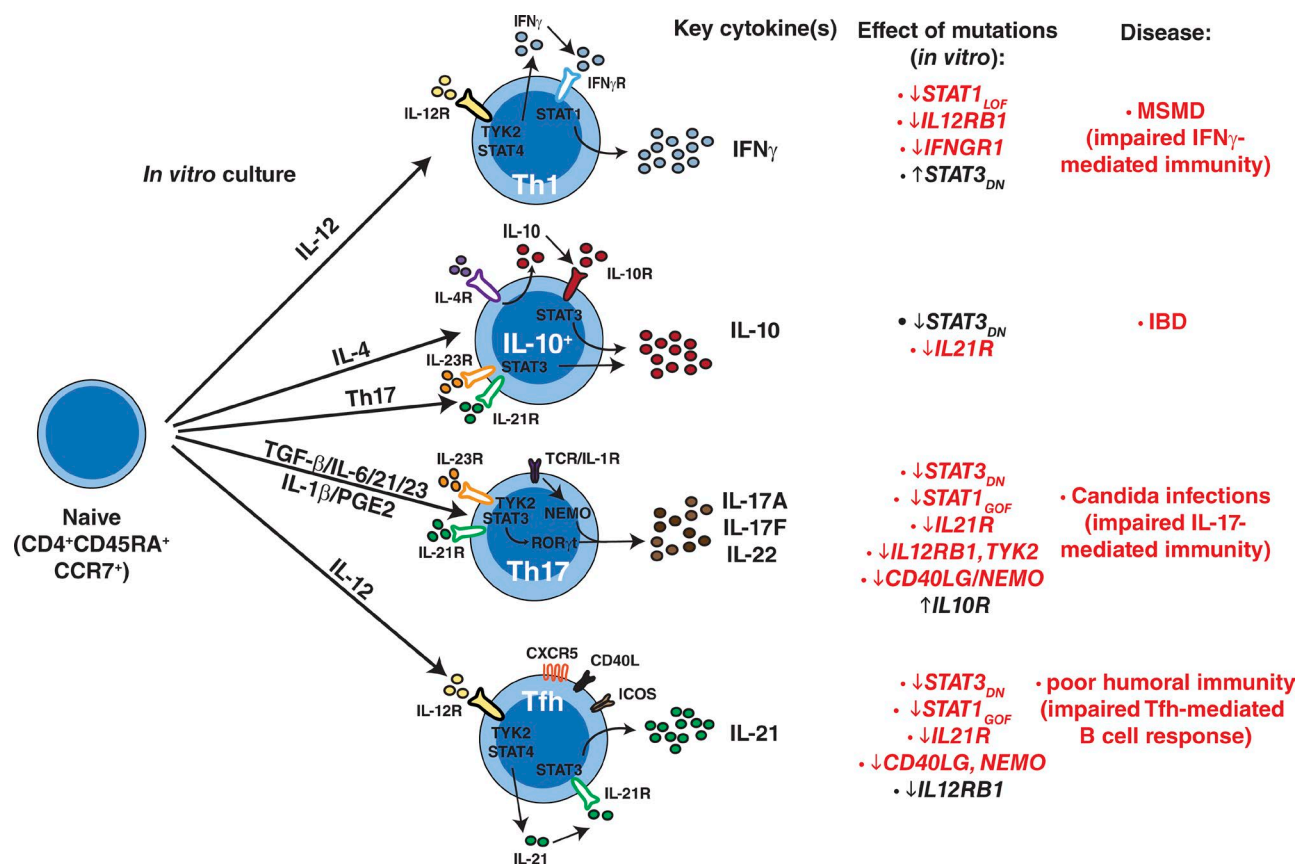 Key cytokine(s)
Effect of mutations
(in vitro):
Disease:
IFNγ
IFNγR
IL-12R
TYK2
STAT4
STAT1
Th1
IFNγ
• ↓STAT1LOF
• ↓IL12RB1
• ↓IFNGR1
• ↑STAT3DN
• MSMD
(impaired IFNγ-
mediated immunity)
In vitro culture
IL-12
IL-10
IL-10R
IL-4R
STAT3
IL-10+
STAT3
IL-23R
IL-21R
IL-10
• ↓STAT3DN
• ↓IL21R
• IBD
IL-4
Th17
Naive
(CD4+CD45RA+
CCR7+)
TGF-β/IL-6/21/23
IL-1β/PGE2
IL-23R
TCR/IL-1R
TYK2
STAT3
NEMO
RORγt
IL-21R
Th17
IL-17A
IL-17F
IL-22
• ↓STAT3DN
• ↓STAT1GOF
• ↓IL21R
• ↓IL12RB1, TYK2
• ↓CD40LG/NEMO
↑IL10R
• Candida infections
(impaired IL-17-
mediated immunity)
IL-12
CXCR5
CD40L
ICOS
IL-12R
Tfh
TYK2
STAT4
STAT3
IL-21R
IL-21
IL-21
• ↓STAT3DN
• ↓STAT1GOF
• ↓IL21R
• ↓CD40LG, NEMO
• ↓IL12RB1
• poor humoral immunity
(impaired Tfh-mediated
B cell response)